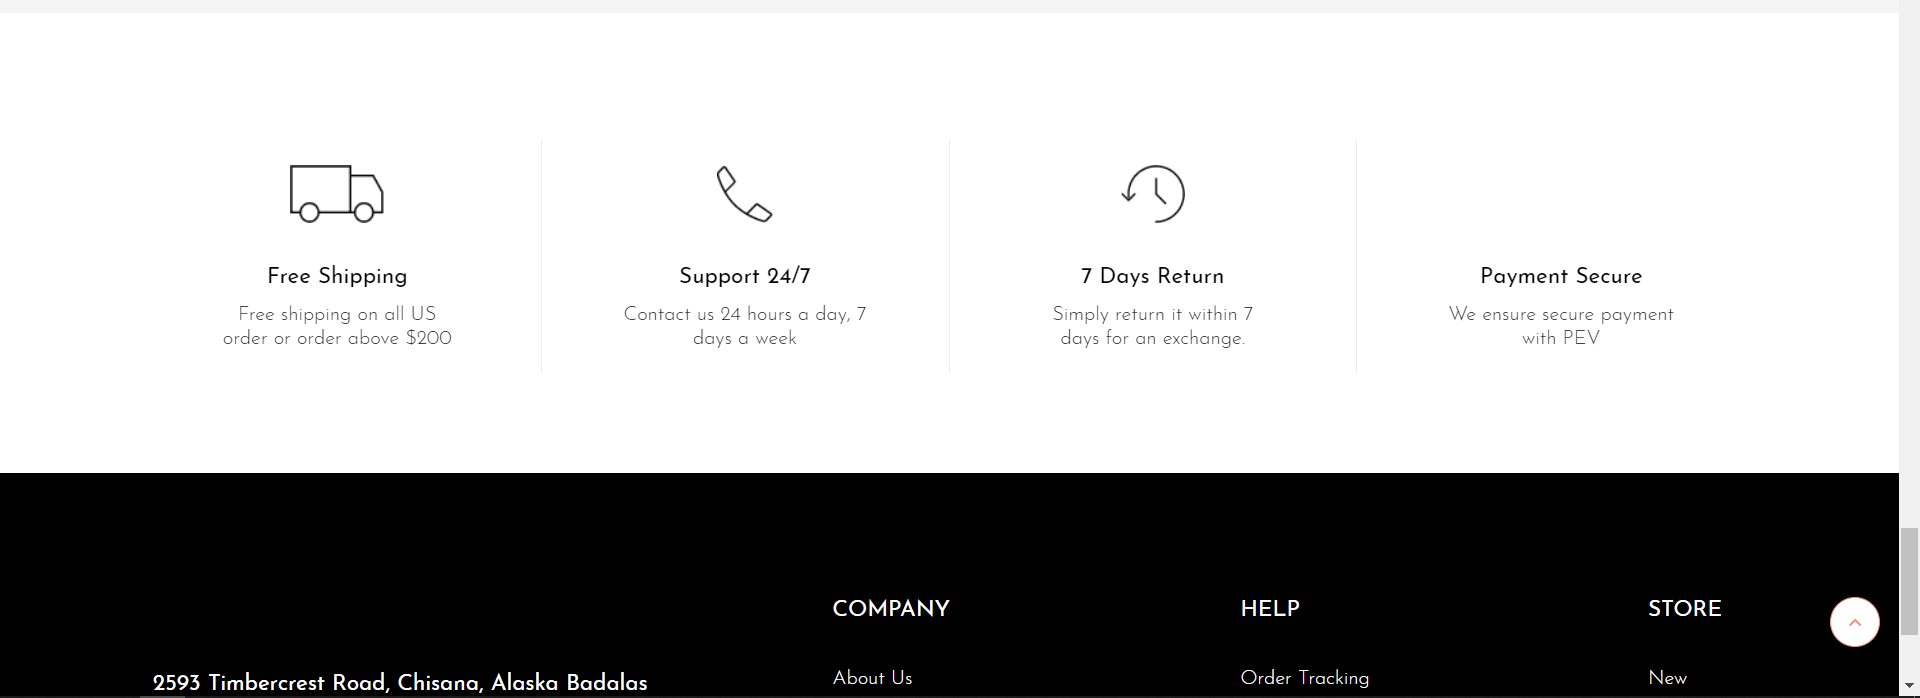 Free Shipping
Free shipping on all US
order or order above $200
Support 24/7
Contact us 24 hours a day, 7
days a week
7 Days Return
Simply return it within 7
days for an exchange.
Payment Secure
We ensure secure payment
with PEV
2593 Timbercrest Road, Chisana, Alaska Badalas
COMPANY
About Us
HELP
Order Tracking
STORE
New